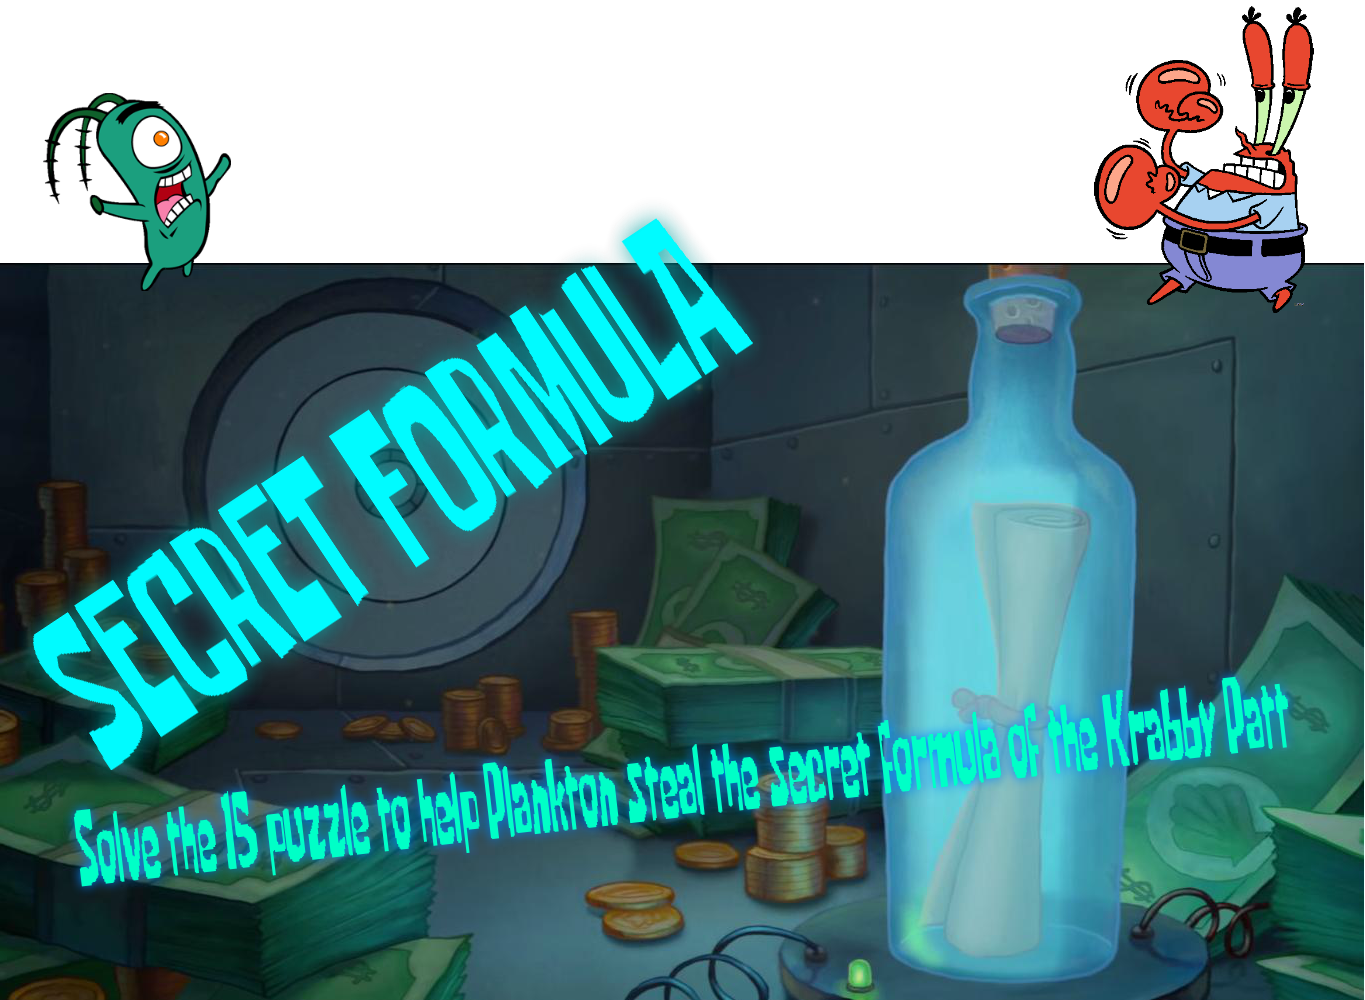 SECRET FORMULA
Solve the 15 puzzle to help Plankton steal the secret formula of the Krabby Patt